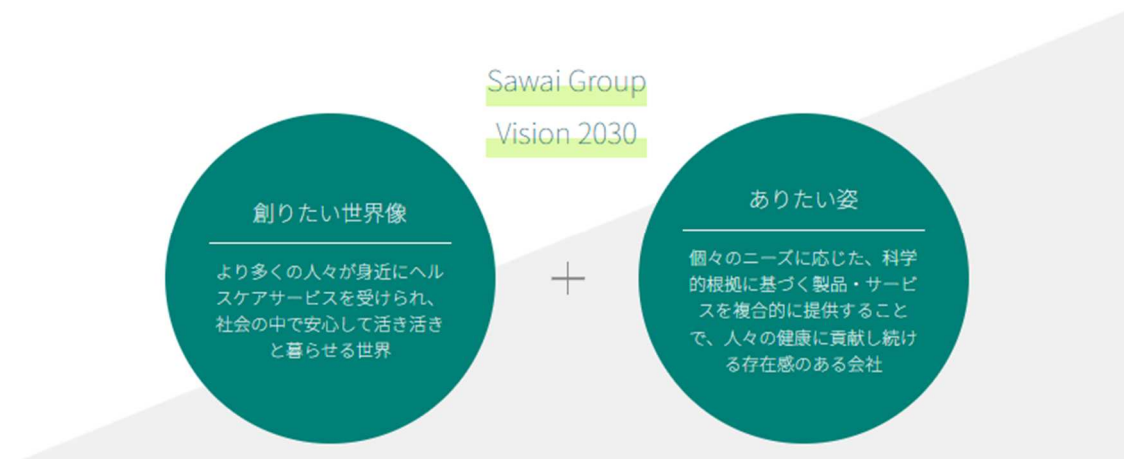 Sawai Group
Vision 2030
創りたい世界像
より多くの人々が身近にヘル
スケアサービスを受けられ、
社会の中で安心して活き活き
と暮らせる世界
+
ありたい姿
個々のニーズに応じた、科学
的根拠に基づく製品・サービ
スを複合的に提供すること
で、人々の健康に貢献し続け
る存在感のある会社